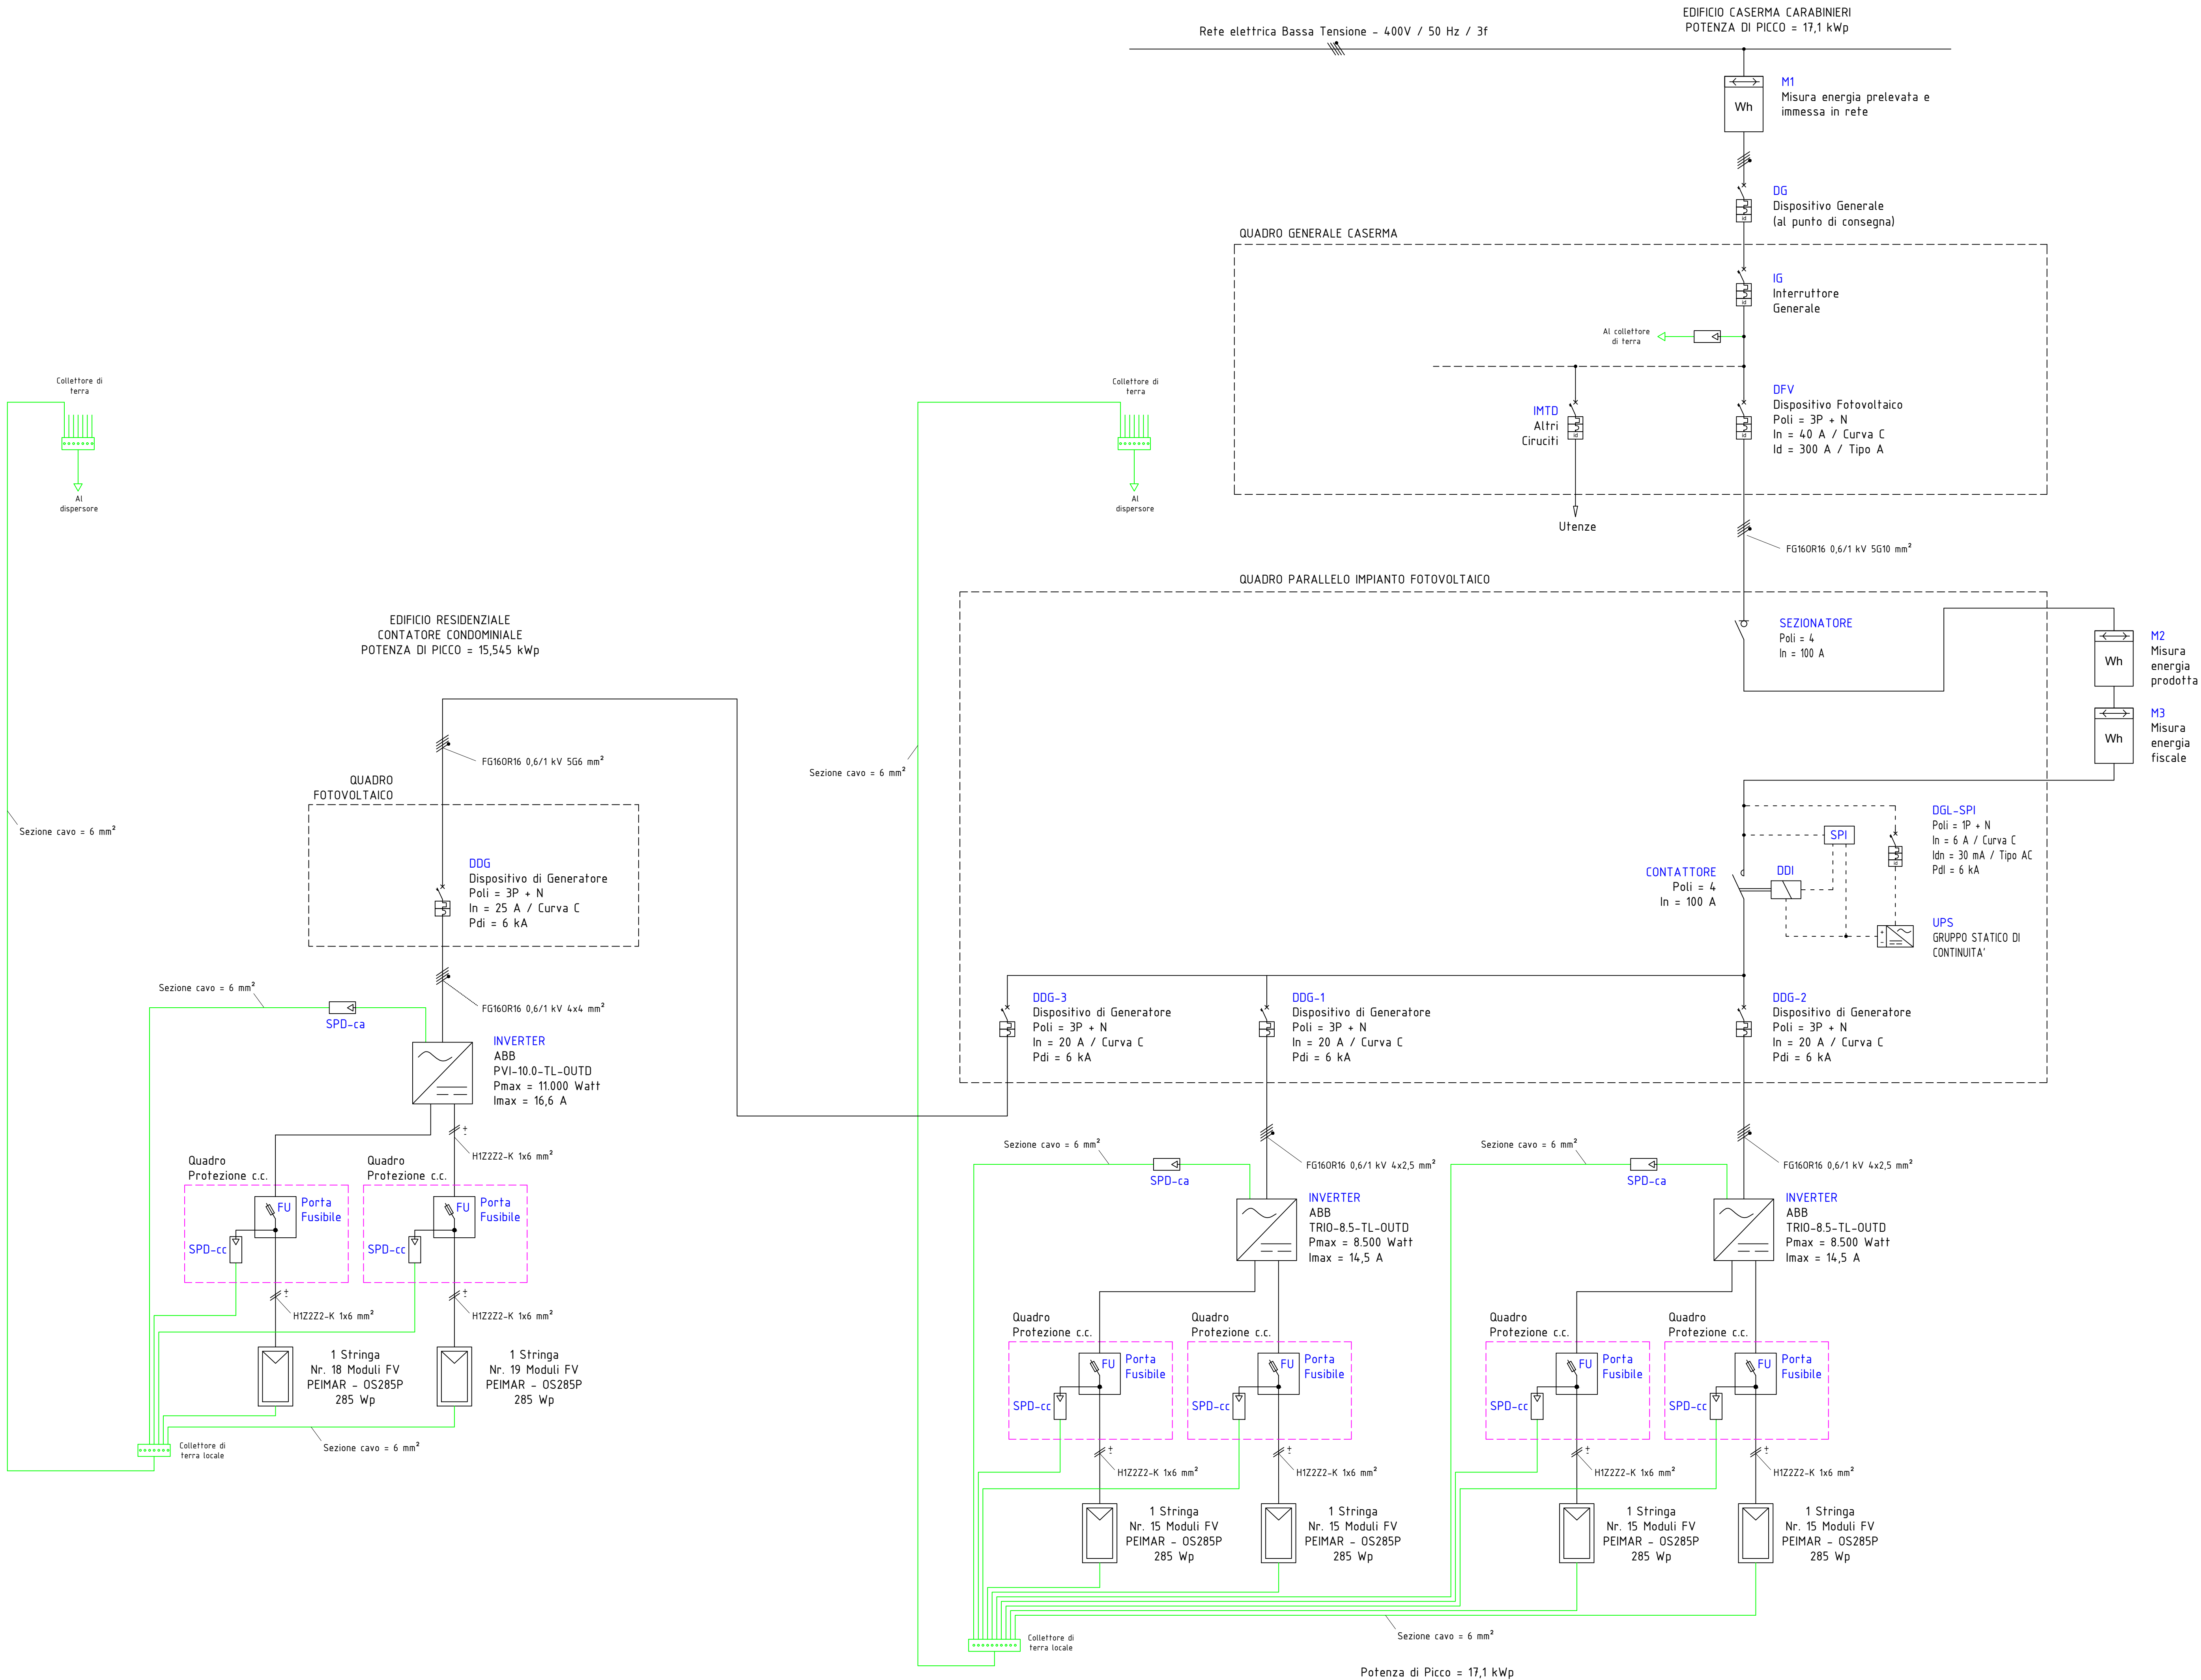 EDIFICIO CASERMA CARABINIERI
POTENZA DI PICCO = 17,1 kWp
Rete elettrica Bassa Tensione - 400V / 50 Hz / 3f
M1
Misura energia prelevata e
immessa in rete
Wh
DG
Dispositivo Generale
(al punto di consegna)
id
QUADRO GENERALE CASERMA
IG
Interruttore
Generale
id
Al collettore
di terra
DFV
Dispositivo Fotovoltaico
Poli = 3P + N
In = 40 A / Curva C
Id = 300 A / Tipo A
id
IMTD
Altri
Ciruciti
id
Utenze
FG16OR16 0,6/1 kV 5G10 mm²
Collettore di
terra
Al
dispersore
Collettore di
terra
Al
dispersore
QUADRO PARALLELO IMPIANTO FOTOVOLTAICO
SEZIONATORE
Poli = 4
In = 100 A
M2
Misura
energia
prodotta
Wh
M3
Misura
energia
fiscale
Wh
DGL-SPI
Poli = 1P + N
In = 6 A / Curva C
Idn = 30 mA / Tipo AC
PdI = 6 kA
id
SPI
DDI
CONTATTORE
Poli = 4
In = 100 A
UPS
GRUPPO STATICO DI
CONTINUITA'
+
-
DDG-3
Dispositivo di Generatore
Poli = 3P + N
In = 20 A / Curva C
Pdi = 6 kA
DDG-1
Dispositivo di Generatore
Poli = 3P + N
In = 20 A / Curva C
Pdi = 6 kA
DDG-2
Dispositivo di Generatore
Poli = 3P + N
In = 20 A / Curva C
Pdi = 6 kA
EDIFICIO RESIDENZIALE
CONTATORE CONDOMINIALE
POTENZA DI PICCO = 15,545 kWp
FG16OR16 0,6/1 kV 5G6 mm²
QUADRO
FOTOVOLTAICO
Sezione cavo = 6 mm²
Sezione cavo = 6 mm²
DDG
Dispositivo di Generatore
Poli = 3P + N
In = 25 A / Curva C
Pdi = 6 kA
Sezione cavo = 6 mm²
SPD-ca
FG16OR16 0,6/1 kV 4x4 mm²
INVERTER
ABB
PVI-10.0-TL-OUTD
Pmax = 11.000 Watt
Imax = 16,6 A
+
-
H1Z2Z2-K 1x6 mm²
Quadro
Protezione c.c.
FU
Porta
Fusibile
SPD-cc
Quadro
Protezione c.c.
FU
Porta
Fusibile
SPD-cc
+
-
H1Z2Z2-K 1x6 mm²
+
-
H1Z2Z2-K 1x6 mm²
1 Stringa
Nr. 18 Moduli FV
PEIMAR - OS285P
285 Wp
1 Stringa
Nr. 19 Moduli FV
PEIMAR - OS285P
285 Wp
Collettore di
terra locale
Sezione cavo = 6 mm²
Sezione cavo = 6 mm²
SPD-ca
FG16OR16 0,6/1 kV 4x2,5 mm²
INVERTER
ABB
TRIO-8.5-TL-OUTD
Pmax = 8.500 Watt
Imax = 14,5 A
Sezione cavo = 6 mm²
SPD-ca
FG16OR16 0,6/1 kV 4x2,5 mm²
INVERTER
ABB
TRIO-8.5-TL-OUTD
Pmax = 8.500 Watt
Imax = 14,5 A
Quadro
Protezione c.c.
FU
Porta
Fusibile
SPD-cc
Quadro
Protezione c.c.
FU
Porta
Fusibile
SPD-cc
Quadro
Protezione c.c.
FU
Porta
Fusibile
SPD-cc
Quadro
Protezione c.c.
FU
Porta
Fusibile
SPD-cc
+
-
H1Z2Z2-K 1x6 mm²
+
-
H1Z2Z2-K 1x6 mm²
+
-
H1Z2Z2-K 1x6 mm²
+
-
H1Z2Z2-K 1x6 mm²
1 Stringa
Nr. 15 Moduli FV
PEIMAR - OS285P
285 Wp
1 Stringa
Nr. 15 Moduli FV
PEIMAR - OS285P
285 Wp
1 Stringa
Nr. 15 Moduli FV
PEIMAR - OS285P
285 Wp
1 Stringa
Nr. 15 Moduli FV
PEIMAR - OS285P
285 Wp
Collettore di
terra locale
Sezione cavo = 6 mm²
Potenza di Picco = 17,1 kWp